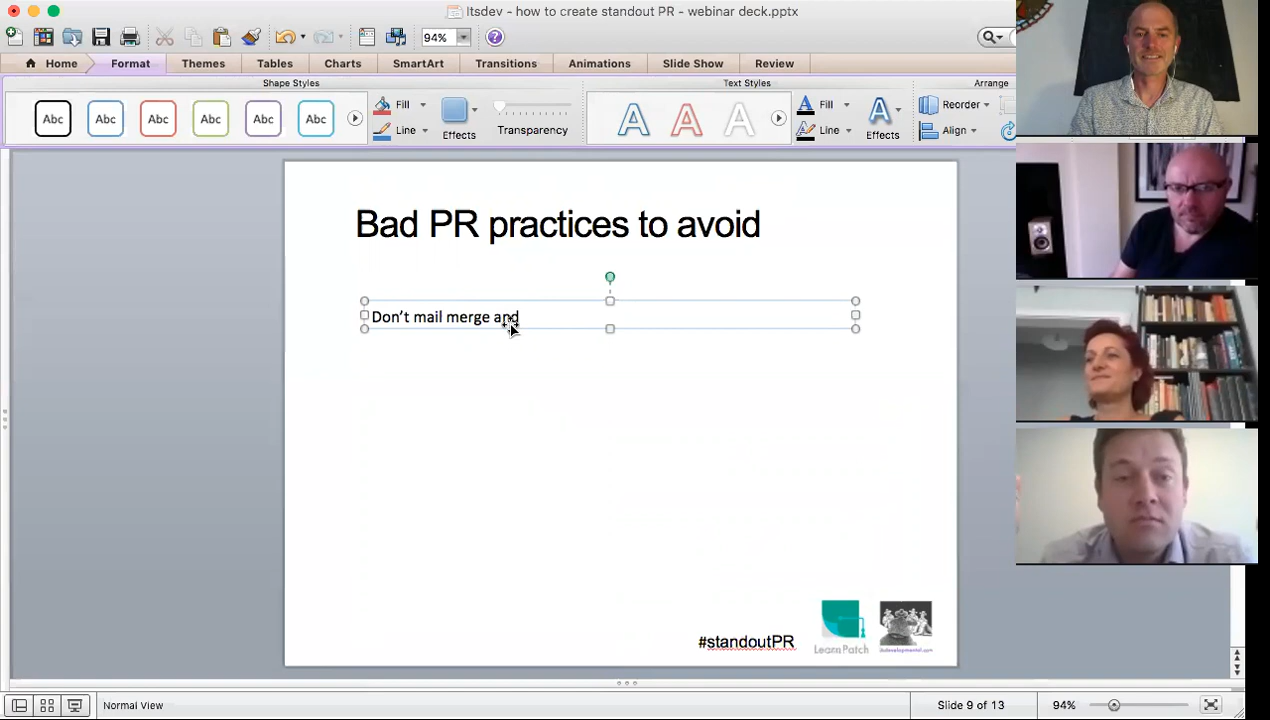 ltsdev - how to create standout PR - webinar deck.pptx
94%
Home
Format
Themes
Tables
Charts
SmartArt
Transitions
Animations
Slide Show
Review
Shape Styles
Text Styles
Arrange
Abc
Abc
Abc
Abc
Abc
Abc
Fill
Line
Effects
Transparency
Fill
Line
Effects
Reorder
Align
Bad PR practices to avoid
Don't mail merge and
#standoutPR
LearnPatch
Normal View
Slide 9 of 13
94%